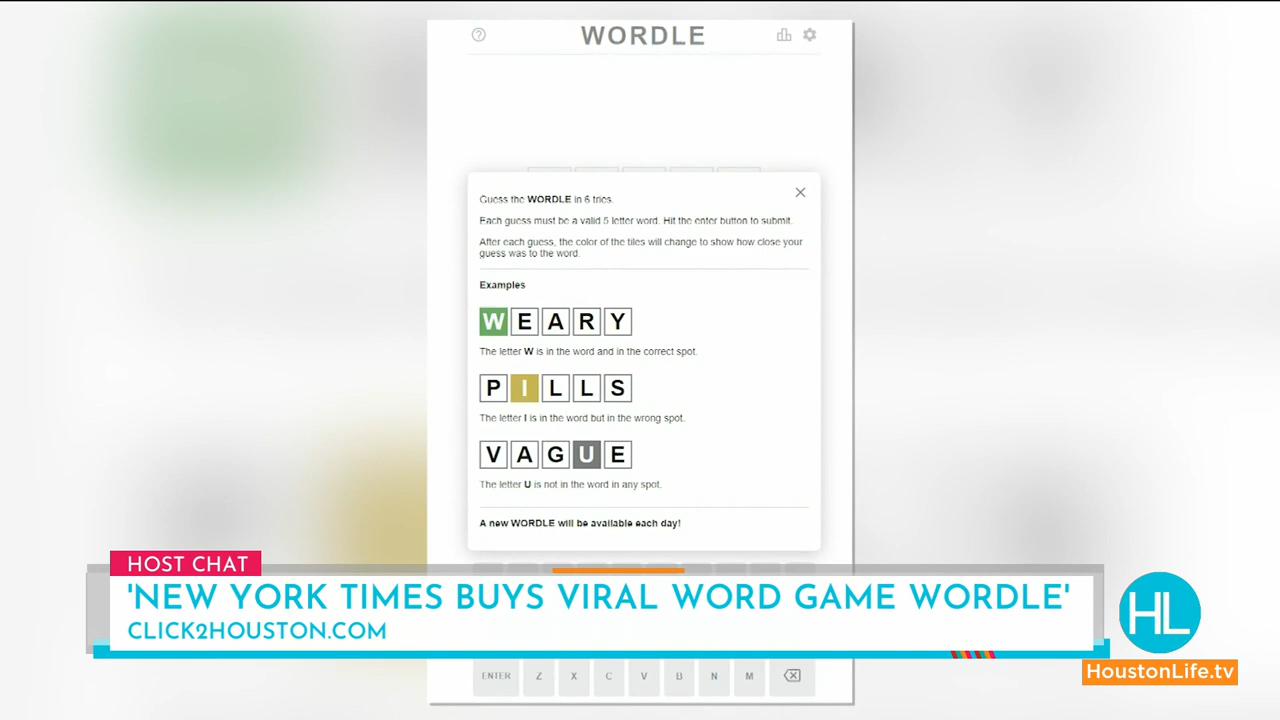 WORDLE
Guess the WORDLE in 6 tries.
Each guess must be a valid 5 letter word. Hit the enter button to submit.
After each guess, the color of the tiles will change to show how close your
guess was to the word.
Examples
WEARY
The letter W is in the word and in the correct spot.
PILLS
The letter I is in the word but in the wrong spot.
VAGUE
The letter U is not in the word in any spot.
A new WORDLE will be available each day!
HOST CHAT
'NEW YORK TIMES BUYS VIRAL WORD GAME WORDLE'
CLICK2HOUSTON.COM
HL
HoustonLife.tv
ENTER Z X C V B N M